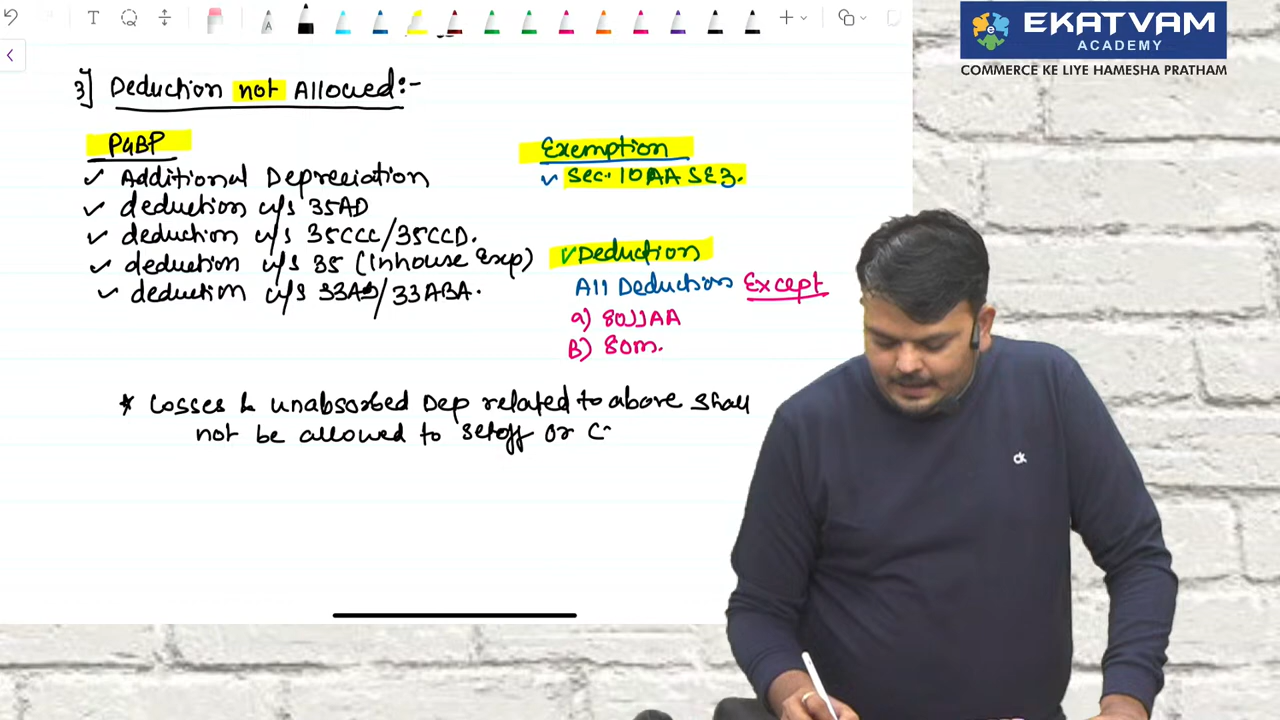 EKATVAM
ACADEMY
COMMERCE KE LIYE HAMESHA PRATHAM
3] Deduction not Allowed:-
PGBP
✓ Additional Depreciation
✓ deduction u/s 35AD
✓ deduction u/s 35CCC/35CCD.
✓ deduction u/s 35 (Inhouse Exp)
✓ deduction u/s 33AB/33ABA.
Exemption
✓ Sec. 10AA SEZ.
✓ Deduction
All Deduction Except
a) 80JJAA
B) 80M.
* Losses & unabsorbed Dep related to above shall
not be allowed to setoff or C